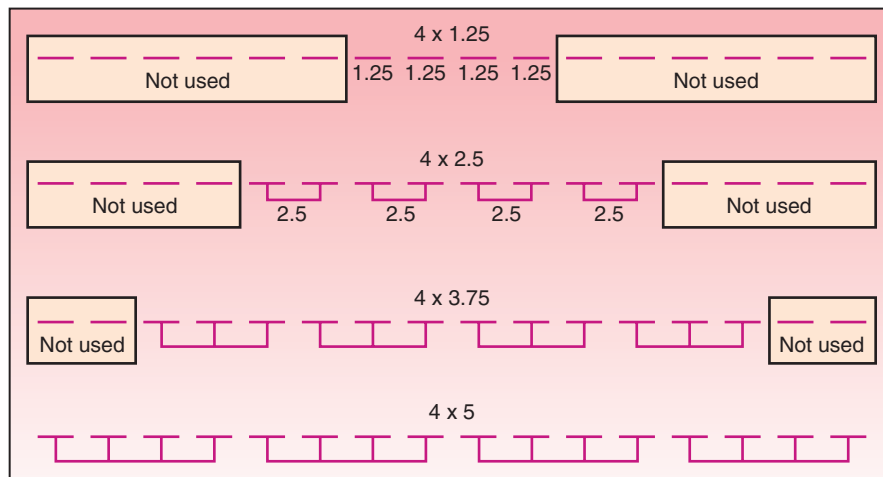 4 x 1.25
1.25 1.25 1.25 1.25
Not used Not used
4 x 2.5
Not used Not used
2.5 2.5 2.5 2.5
4 x 3.75
Not used Not used
4 x 5